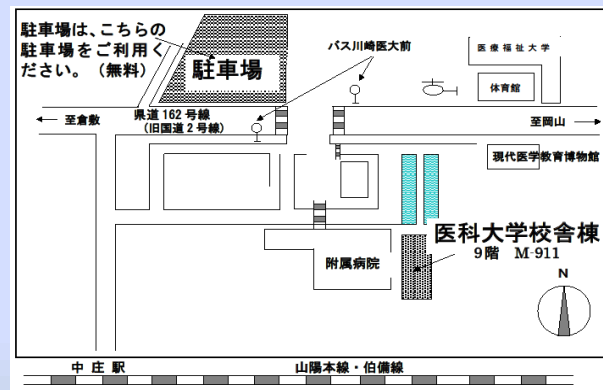 駐車場は、こちらの
駐車場をご利用く
ださい。（無料）
駐車場
バス川崎医大前
医療福祉大学
体育館
至倉敷
県道162号線
(旧国道2号線)
至岡山
現代医学教育博物館
医科大学校舎棟
9階 M-911
附属病院
N
中庄駅
山陽本線・伯備線